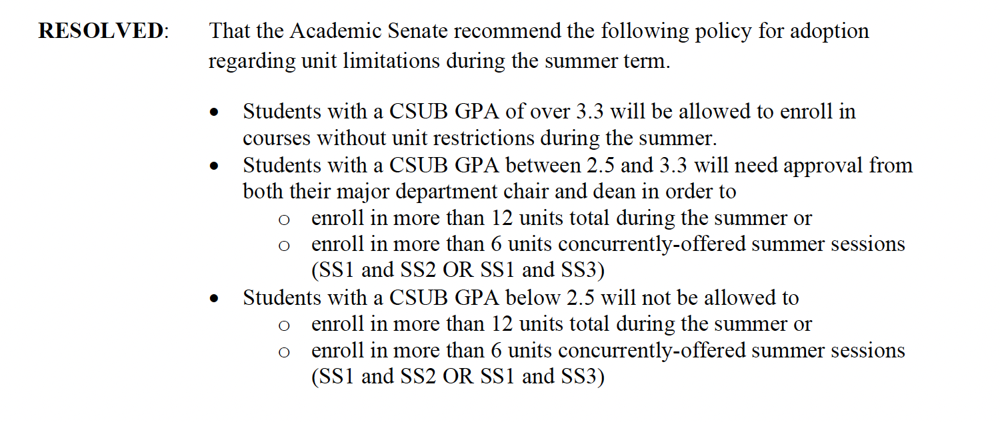 RESOLVED: That the Academic Senate recommend the following policy for adoption
regarding unit limitations during the summer term.
• Students with a CSUB GPA of over 3.3 will be allowed to enroll in
courses without unit restrictions during the summer.
• Students with a CSUB GPA between 2.5 and 3.3 will need approval from
both their major department chair and dean in order to
o enroll in more than 12 units total during the summer or
o enroll in more than 6 units concurrently-offered summer sessions
(SS1 and SS2 OR SS1 and SS3)
• Students with a CSUB GPA below 2.5 will not be allowed to
o enroll in more than 12 units total during the summer or
o enroll in more than 6 units concurrently-offered summer sessions
(SS1 and SS2 OR SS1 and SS3)